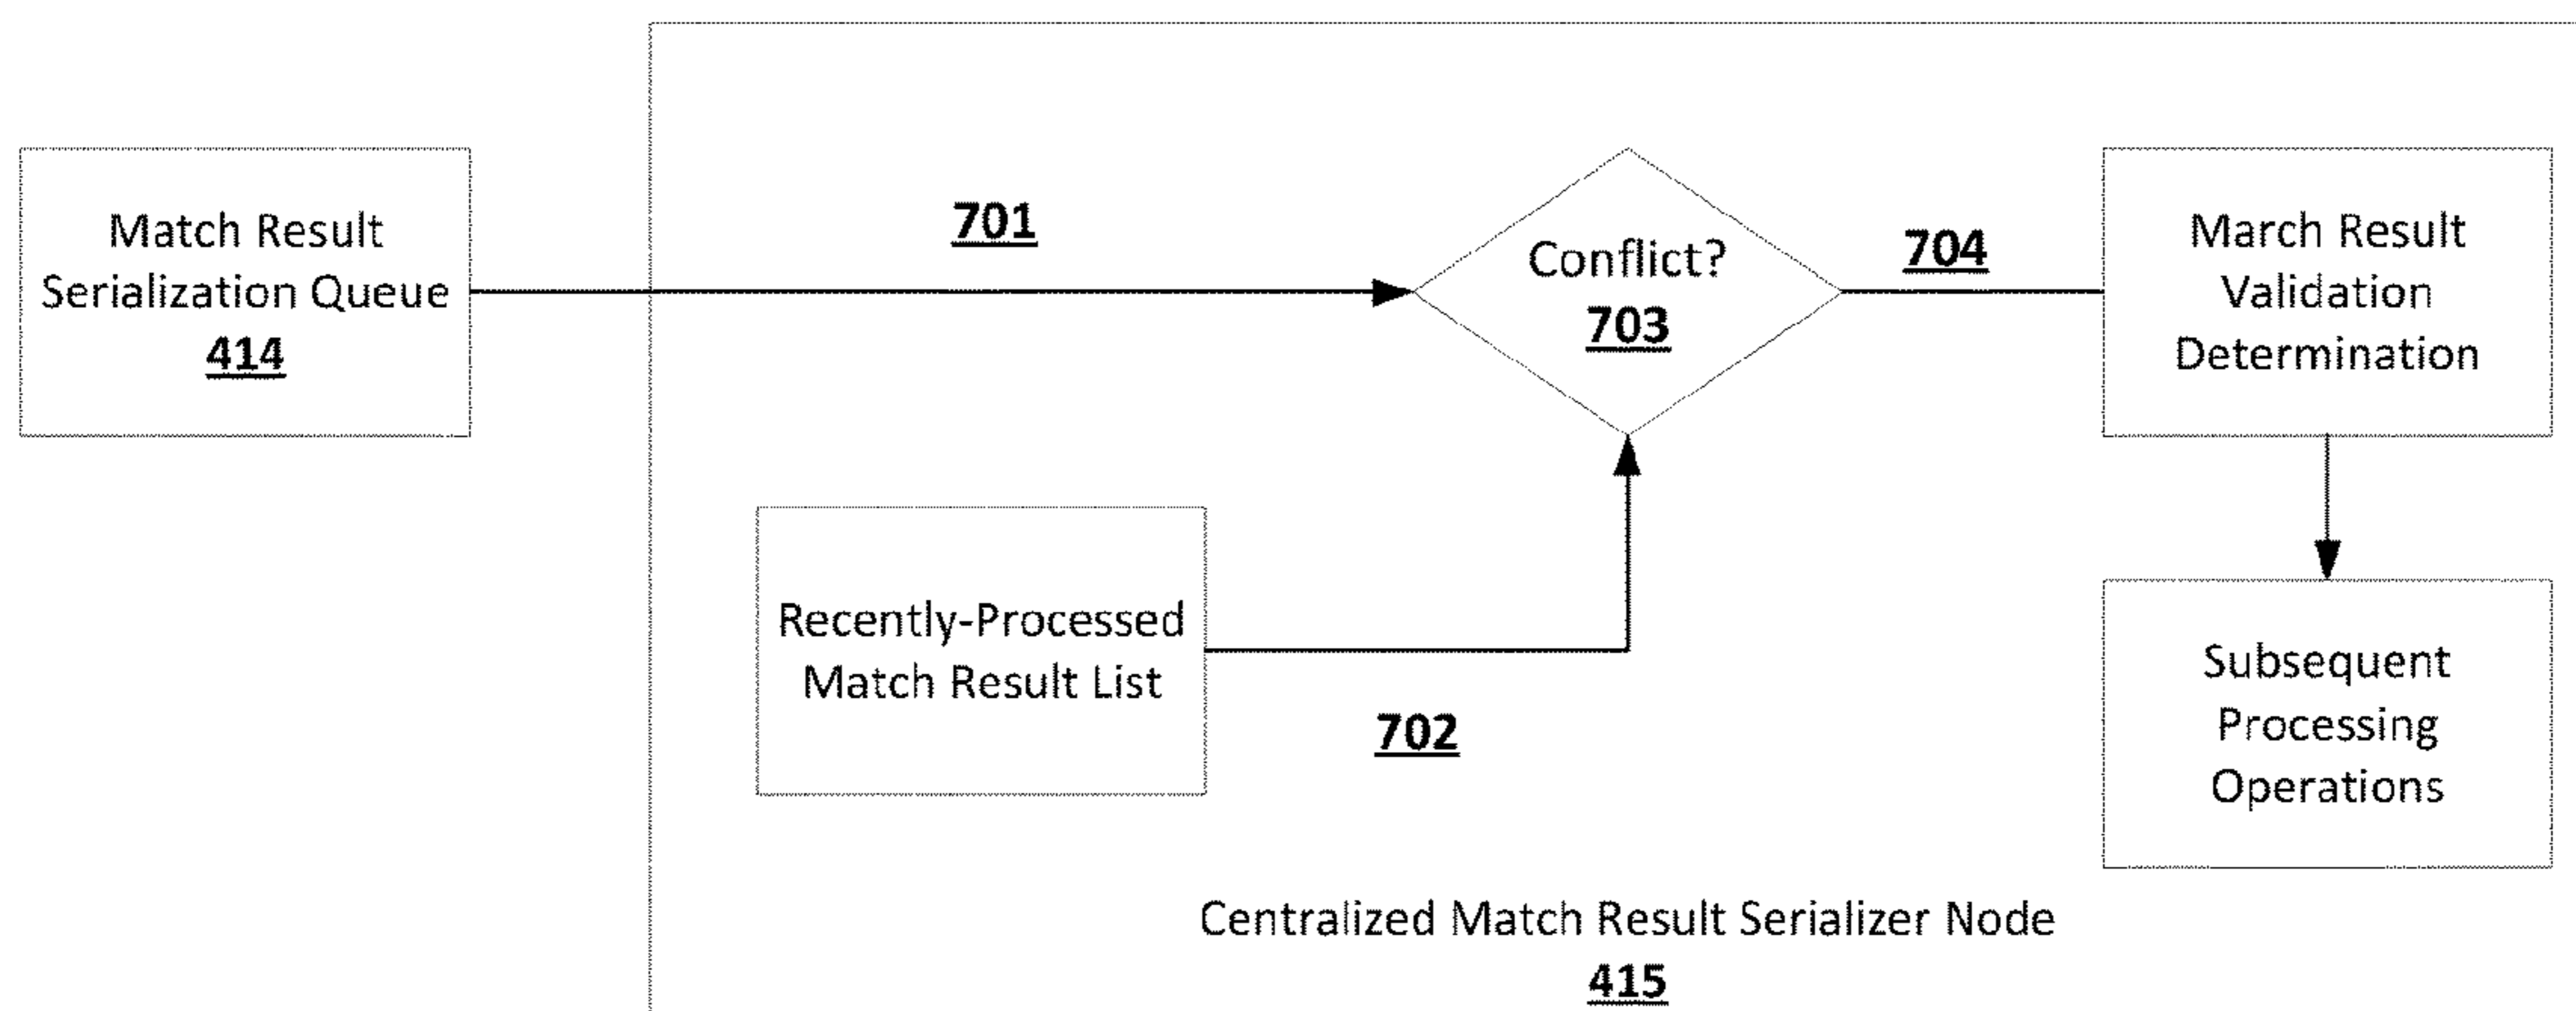 Match Result
Serialization Queue
414
701
Conflict?
703
704
March Result
Validation
Determination
Recently-Processed
Match Result List
702
Subsequent
Processing
Operations
Centralized Match Result Serializer Node
415